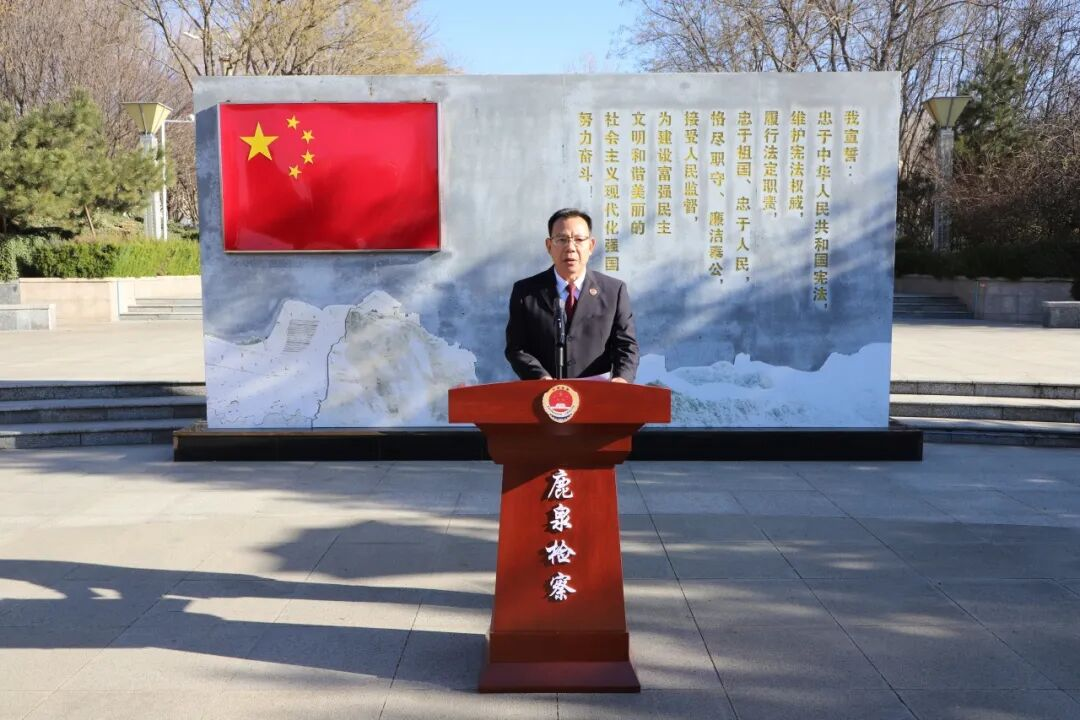 我宣誓：
忠于中华人民共和国宪法，
维护宪法权威，
履行法定职责，
忠于祖国、忠于人民，
恪尽职守、廉洁奉公，
接受人民监督，
为建设富强民主
文明和谐美丽的
社会主义现代化强国
努力奋斗！
鹿泉检察